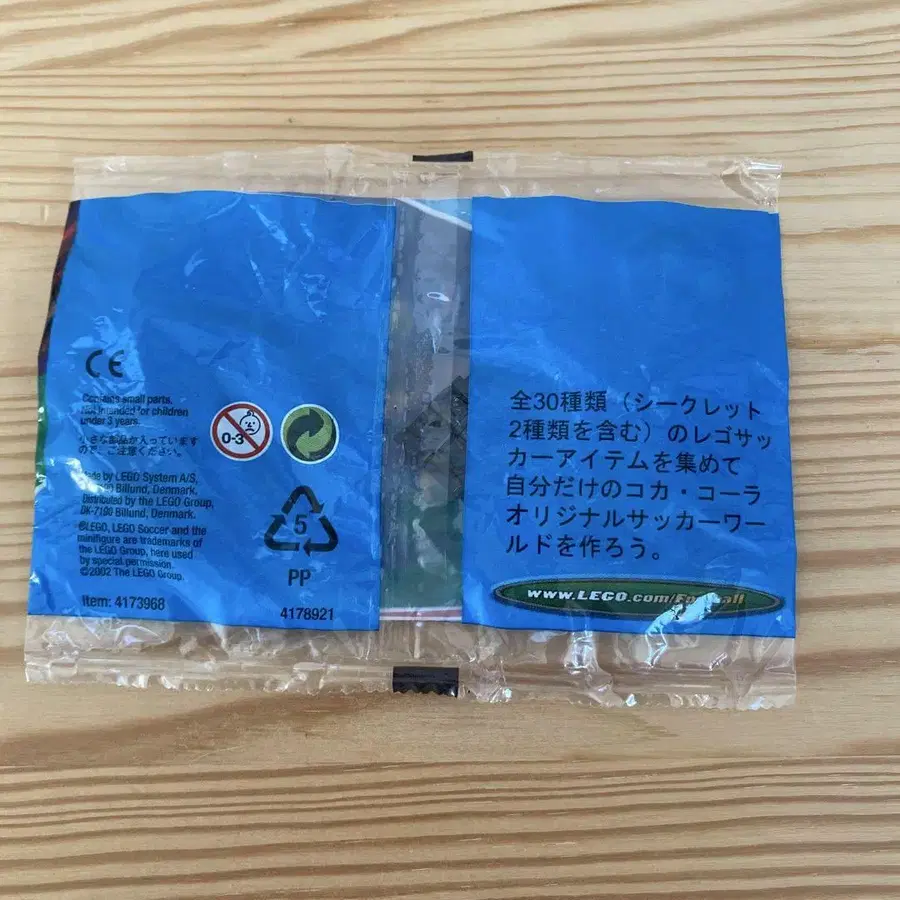 CE
Contains small parts.
Not intended for children
under 3 years.
小さな部品が入っています
ので、ご注意ください。
Made by LEGO System A/S,
Billund, Denmark.
Distributed by the LEGO Group,
DK-7190 Billund, Denmark.
©LEGO, LEGO Soccer and the
minifigure are trademarks of
the LEGO Group, here used
by special permission.
©2002 The LEGO Group.
Item: 4173968
0-3
5
PP
4178921
全30種類(シークレット
2種類を含む)のレゴサッ
カーアイテムを集めて
自分だけのコカ・コーラ
オリジナルサッカーワー
ルドを作ろう。
www.LEGO.com/Football